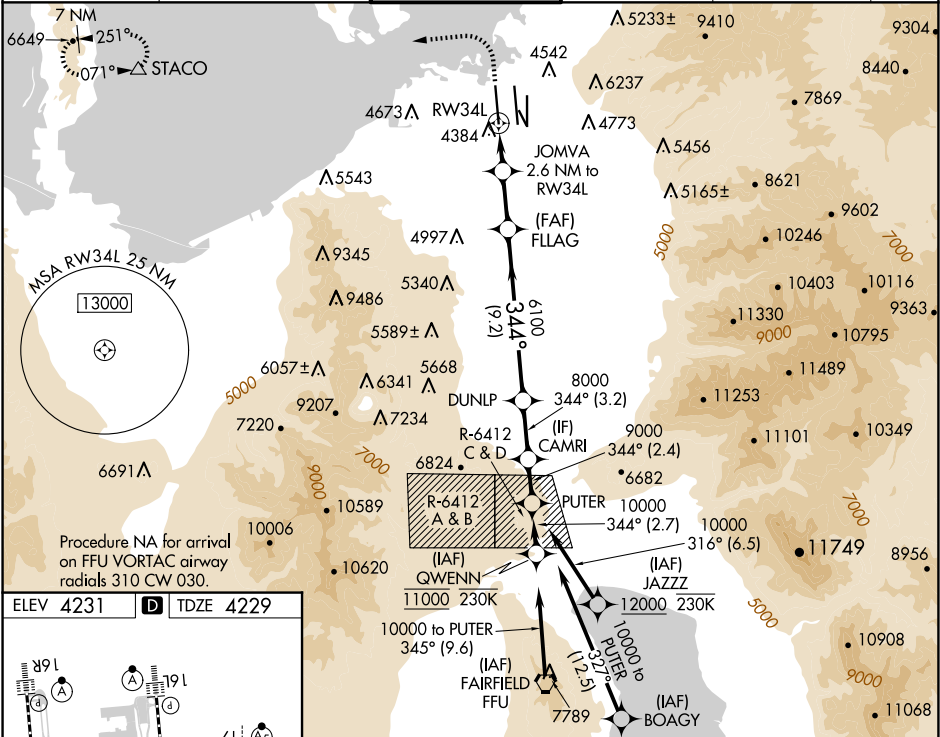 7 NM
6649
251°
071°
STACO
5233±
9410
9304
4542
8440
6237
7869
4673
RW34L
4384
4773
JOMVA
2.6 NM to
RW34L
5456
5543
8621
5165±
9602
(FAF)
FLLAG
4997
10246
5000
7000
9345
MSA RW34L 25 NM
13000
5340
10403
10116
9486
9363
6100
344°
(9.2)
11330
5589±
9000
10795
6057±
5668
11489
6341
8000
344° (3.2)
5000
DUNLP
11253
9207
7234
(IF)
CAMRI
7220
R-6412
C & D
9000
344° (2.4)
11101
10349
7000
6691
6824
6682
9000
R-6412
A & B
PUTER
10589
10000
344° (2.7)
7000
10006
10000
316° (6.5)
11749
Procedure NA for arrival
on FFU VORTAC airway
radials 310 CW 030.
(IAF)
QWENN
11000 230K
8956
10620
(IAF)
JAZZZ
12000 230K
5000
ELEV 4231
D
TDZE 4229
10000 to PUTER
345° (9.6)
10000 to
PUTER
327°
(12.5)
10908
16R
A
A
16L
P
P
(IAF)
FAIRFIELD
FFU
9000
7789
(IAF)
BOAGY
11068
17